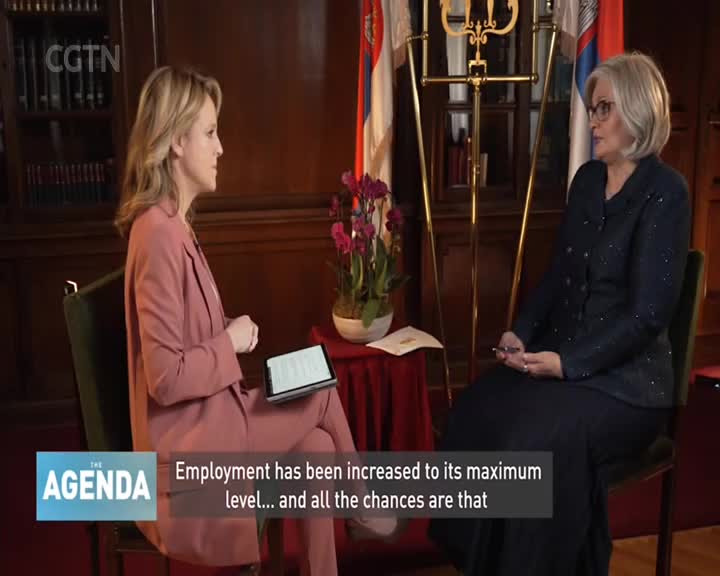 CGTN
THE
AGENDA
Employment has been increased to its maximum
level... and all the chances are that